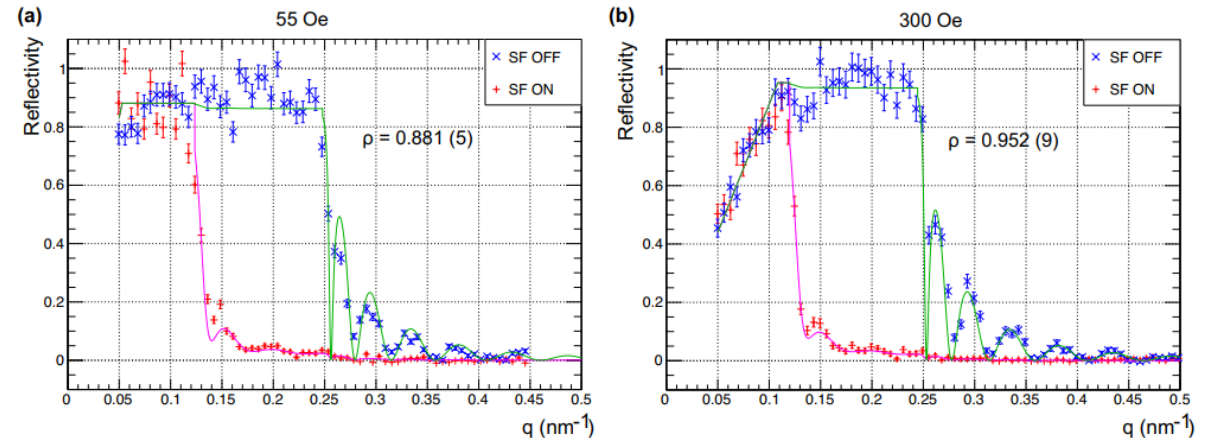 (a) 55 Oe
Reflectivity
1
0.8
0.6
0.4
0.2
0
SF OFF
SF ON
ρ = 0.881 (5)
0 0.05 0.1 0.15 0.2 0.25 0.3 0.35 0.4 0.45 0.5
q (nm⁻¹)
(b) 300 Oe
Reflectivity
1
0.8
0.6
0.4
0.2
0
SF OFF
SF ON
ρ = 0.952 (9)
0 0.05 0.1 0.15 0.2 0.25 0.3 0.35 0.4 0.45 0.5
q (nm⁻¹)